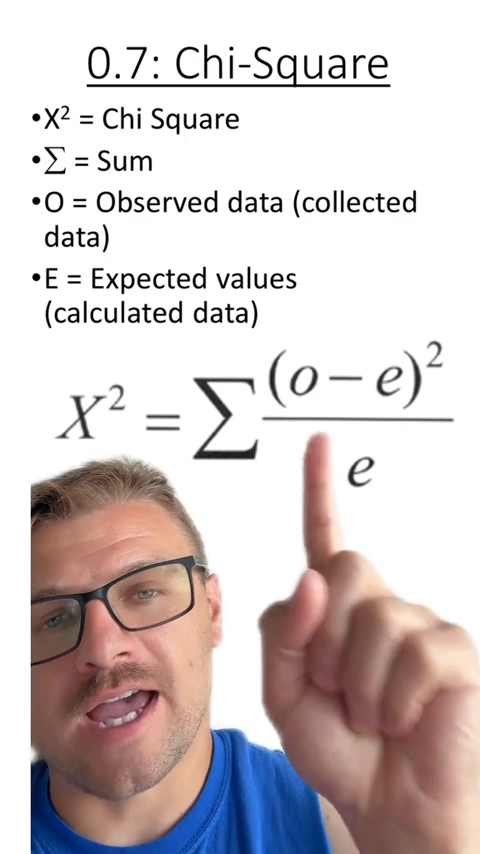 0.7: Chi-Square
•X² = Chi Square
•∑ = Sum
•O = Observed data (collected
data)
•E = Expected values
(calculated data)
X² = ∑ (o − e)² / e